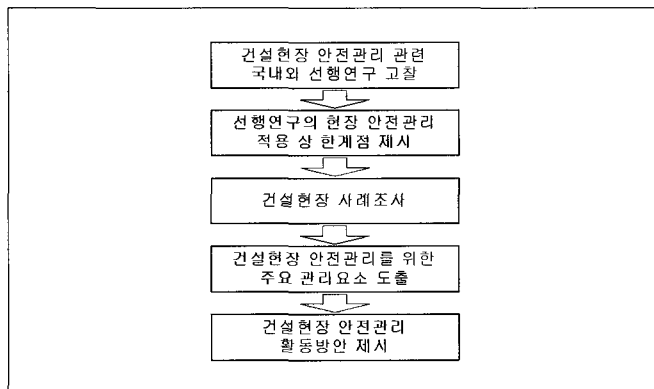 건설현장 안전관리 관련
국내외 선행연구 고찰
선행연구의 현장 안전관리
적용 상 한계점 제시
건설현장 사례조사
건설현장 안전관리를 위한
주요 관리요소 도출
건설현장 안전관리
활동방안 제시